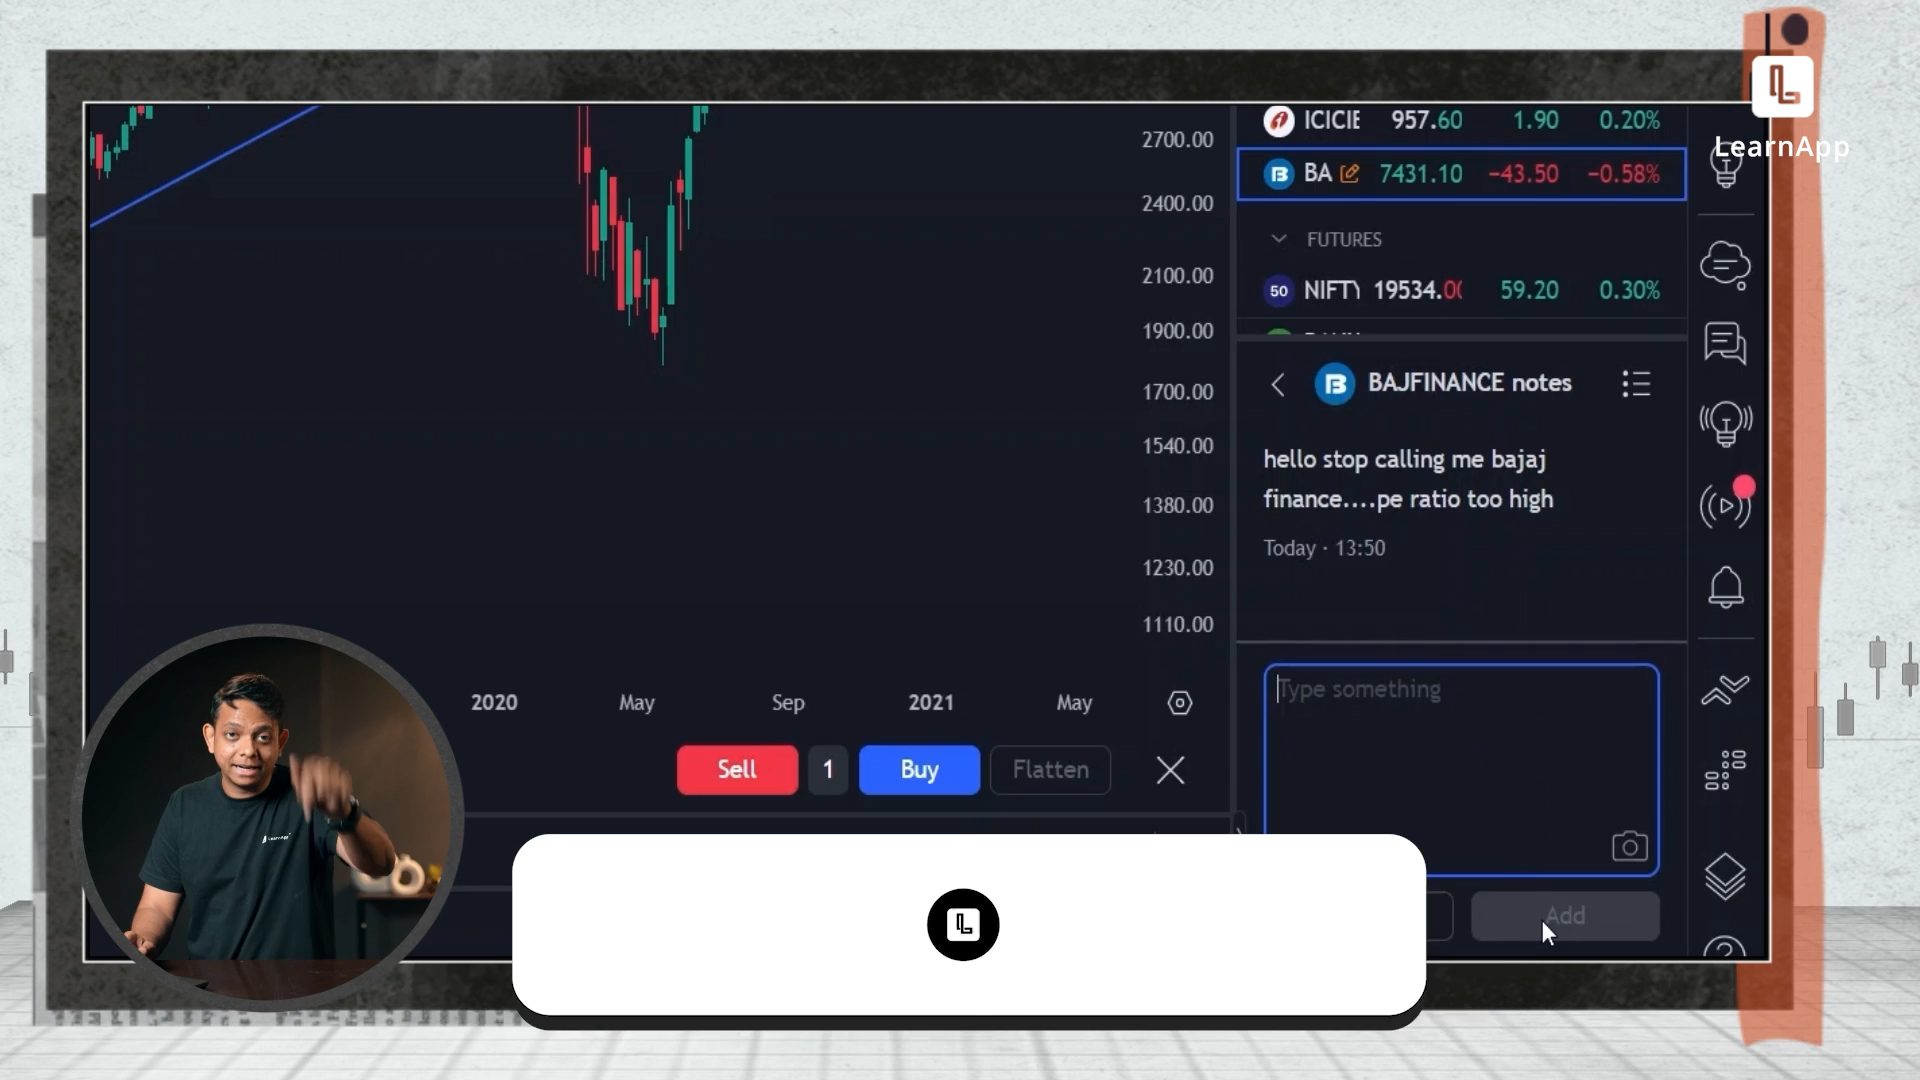 LearnApp
ICICIE 957.60 1.90 0.20%
BA 7431.10 −43.50 −0.58%
FUTURES
50 NIFTY 19534.00 59.20 0.30%
BAJFINANCE notes
hello stop calling me bajaj
finance....pe ratio too high
Today · 13:50
Type something
Add
2700.00
2400.00
2100.00
1900.00
1700.00
1540.00
1380.00
1230.00
1110.00
2020 May Sep 2021 May
Sell 1 Buy Flatten